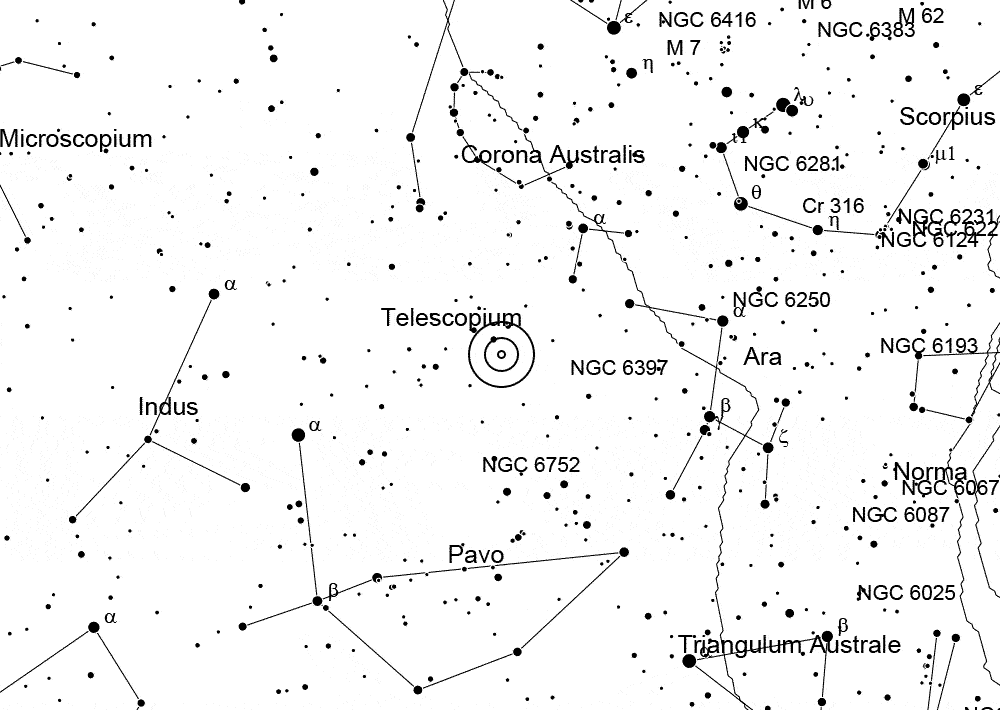 M 6
ε
NGC 6416
M 62
NGC 6383
M 7
η
ε
λ
υ
Scorpius
κ
ι1
Microscopium
Corona Australis
NGC 6281
μ1
θ
Cr 316
NGC 6231
α
η
NGC 6124
α
NGC 6250
α
Telescopium
NGC 6193
Ara
NGC 6397
Indus
β
γ
α
ζ
NGC 6752
Norma
NGC 6067
NGC 6087
Pavo
β
NGC 6025
α
β
Triangulum Australe
α